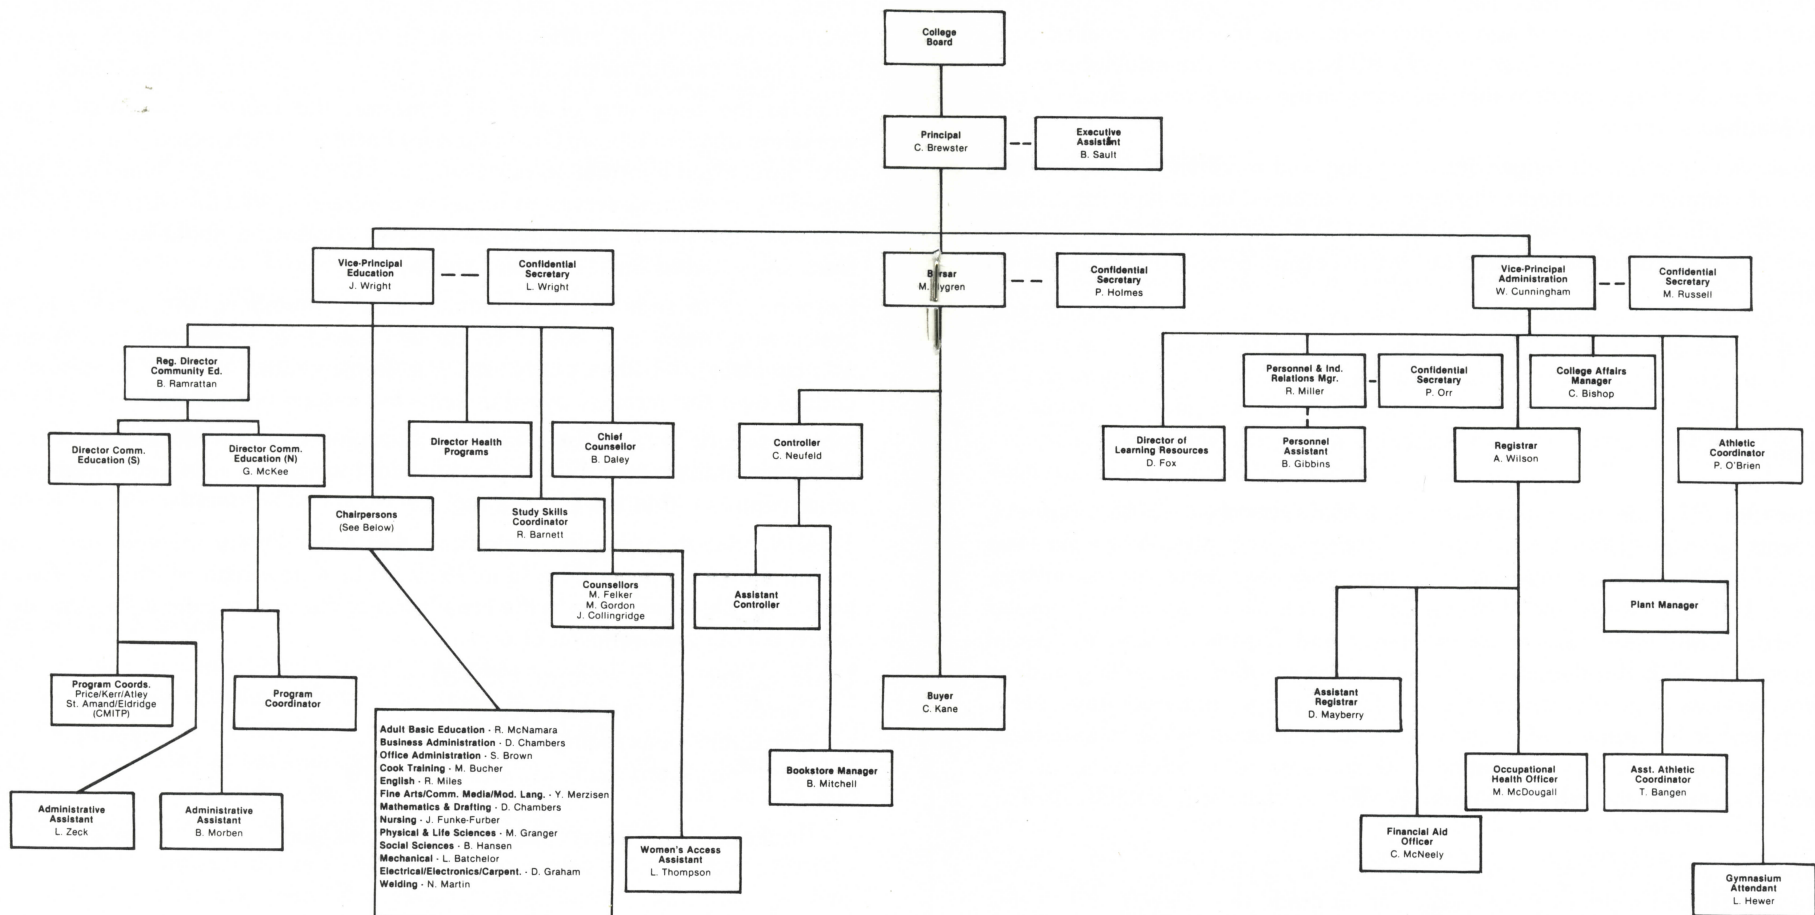 College
Board
Principal
C. Brewster
Executive
Assistant
B. Sault
Vice-Principal
Education
J. Wright
Confidential
Secretary
L. Wright
M.
Confidential
Secretary
P. Holmes
Vice-Principal
Administration
W. Cunningham
Confidential
Secretary
M. Russell
Reg. Director
Community Ed.
B. Ramrattan
Personnel & Ind.
Relations Mgr.
R. Miller
Confidential
Secretary
P. Orr
College Affairs
Manager
C. Bishop
Director Comm.
Education (S)
Director Comm.
Education (N)
G. McKee
Director Health
Programs
Chief
Counsellor
B. Daley
Controller
C. Neufeld
Director of
Learning Resources
D. Fox
Personnel
Assistant
B. Gibbins
Registrar
A. Wilson
Athletic
Coordinator
P. O'Brien
Chairpersons
(See Below)
Study Skills
Coordinator
R. Barnett
Counsellors
M. Felker
M. Gordon
J. Collingridge
Assistant
Controller
Plant Manager
Program Coords.
Price/Kerr/Atley
St. Amand/Eldridge
(CMITP)
Program
Coordinator
Buyer
C. Kane
Assistant
Registrar
D. Mayberry
Adult Basic Education - R. McNamara
Business Administration - D. Chambers
Office Administration - S. Brown
Cook Training - M. Bucher
English - R. Miles
Fine Arts/Comm. Media/Mod. Lang. - Y. Merzisen
Mathematics & Drafting - D. Chambers
Nursing - J. Funke-Furber
Physical & Life Sciences - M. Granger
Social Sciences - B. Hansen
Mechanical - L. Batchelor
Electrical/Electronics/Carpent. - D. Graham
Welding - N. Martin
Bookstore Manager
B. Mitchell
Occupational
Health Officer
M. McDougall
Asst. Athletic
Coordinator
T. Bangen
Administrative
Assistant
L. Zeck
Administrative
Assistant
B. Morben
Women's Access
Assistant
L. Thompson
Financial Aid
Officer
C. McNeely
Gymnasium
Attendant
L. Hewer